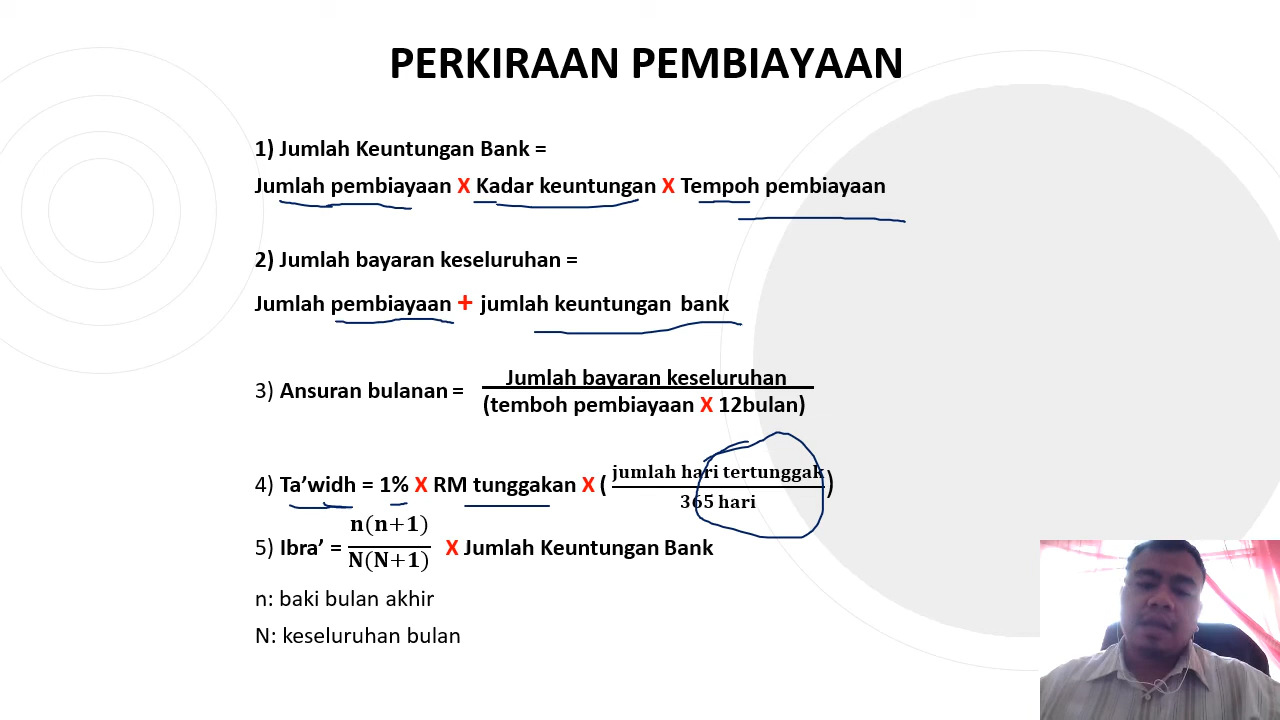 PERKIRAAN PEMBIAYAAN
1) Jumlah Keuntungan Bank =
Jumlah pembiayaan X Kadar keuntungan X Tempoh pembiayaan
2) Jumlah bayaran keseluruhan =
Jumlah pembiayaan + jumlah keuntungan bank
3) Ansuran bulanan = Jumlah bayaran keseluruhan
(temboh pembiayaan X 12bulan)
4) Ta'widh = 1% X RM tunggakan X ( jumlah hari tertunggak
365 hari )
n(n+1)
5) Ibra' = N(N+1) X Jumlah Keuntungan Bank
n: baki bulan akhir
N: keseluruhan bulan